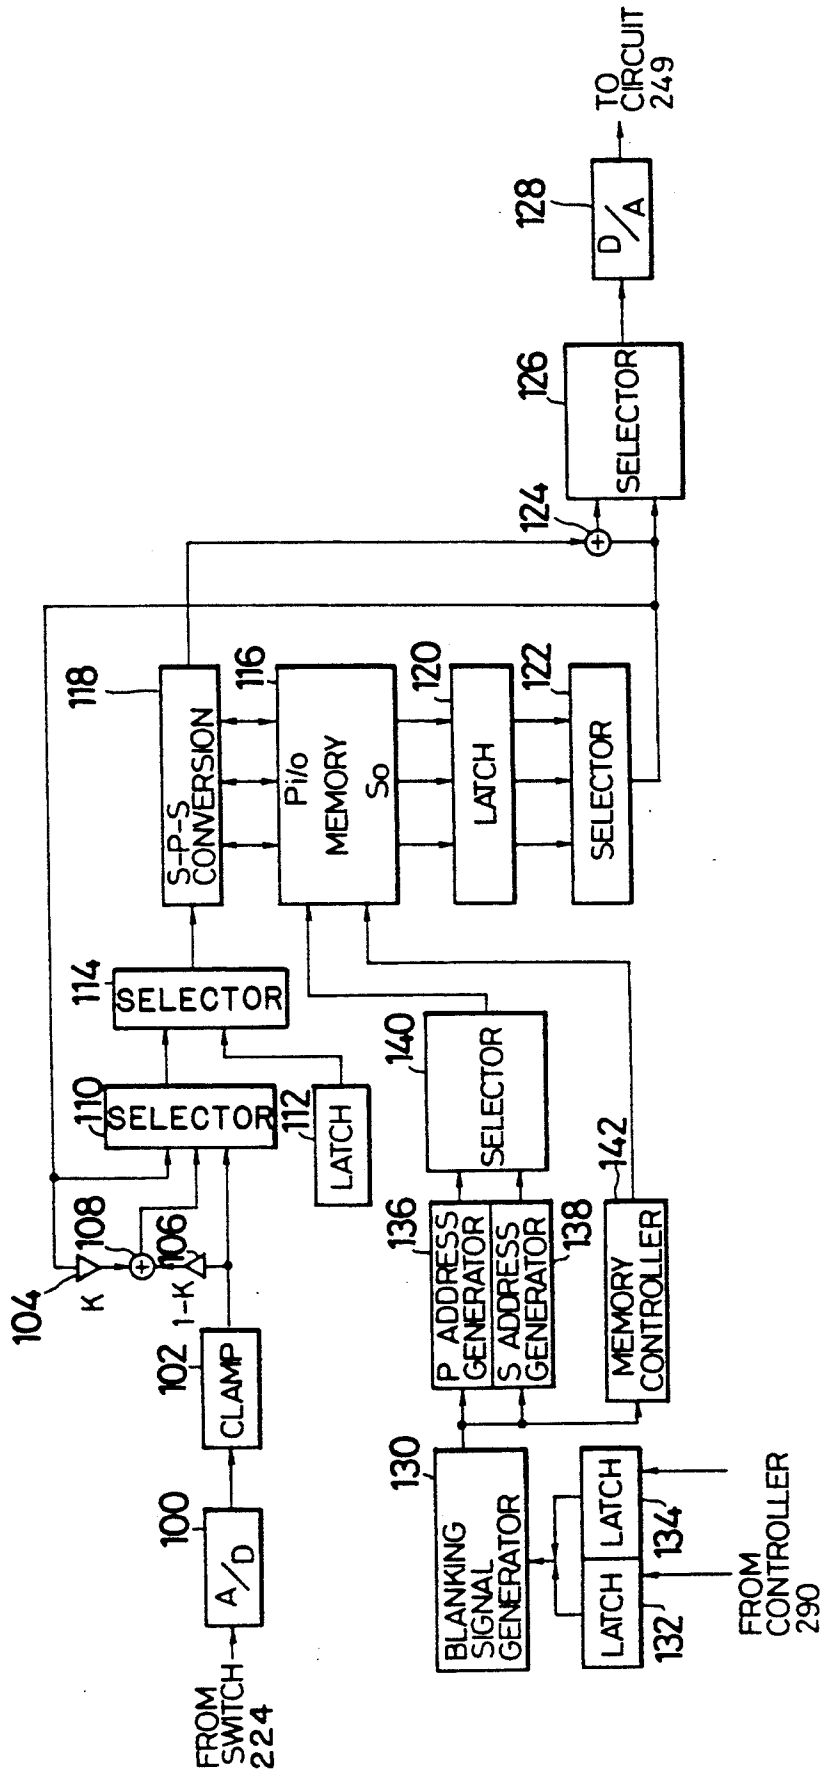 FROM
SWITCH
224
100
A/D
102
CLAMP
104
K
108
106
1-K
110
SELECTOR
112
LATCH
114
SELECTOR
118
S-P-S
CONVERSION
116
Pi/o
MEMORY
So
120
LATCH
122
SELECTOR
124
126
SELECTOR
128
D/A
TO
CIRCUIT
249
130
BLANKING
SIGNAL
GENERATOR
132
LATCH
134
LATCH
FROM
CONTROLLER
290
136
P ADDRESS
GENERATOR
S ADDRESS
GENERATOR
138
140
SELECTOR
142
MEMORY
CONTROLLER